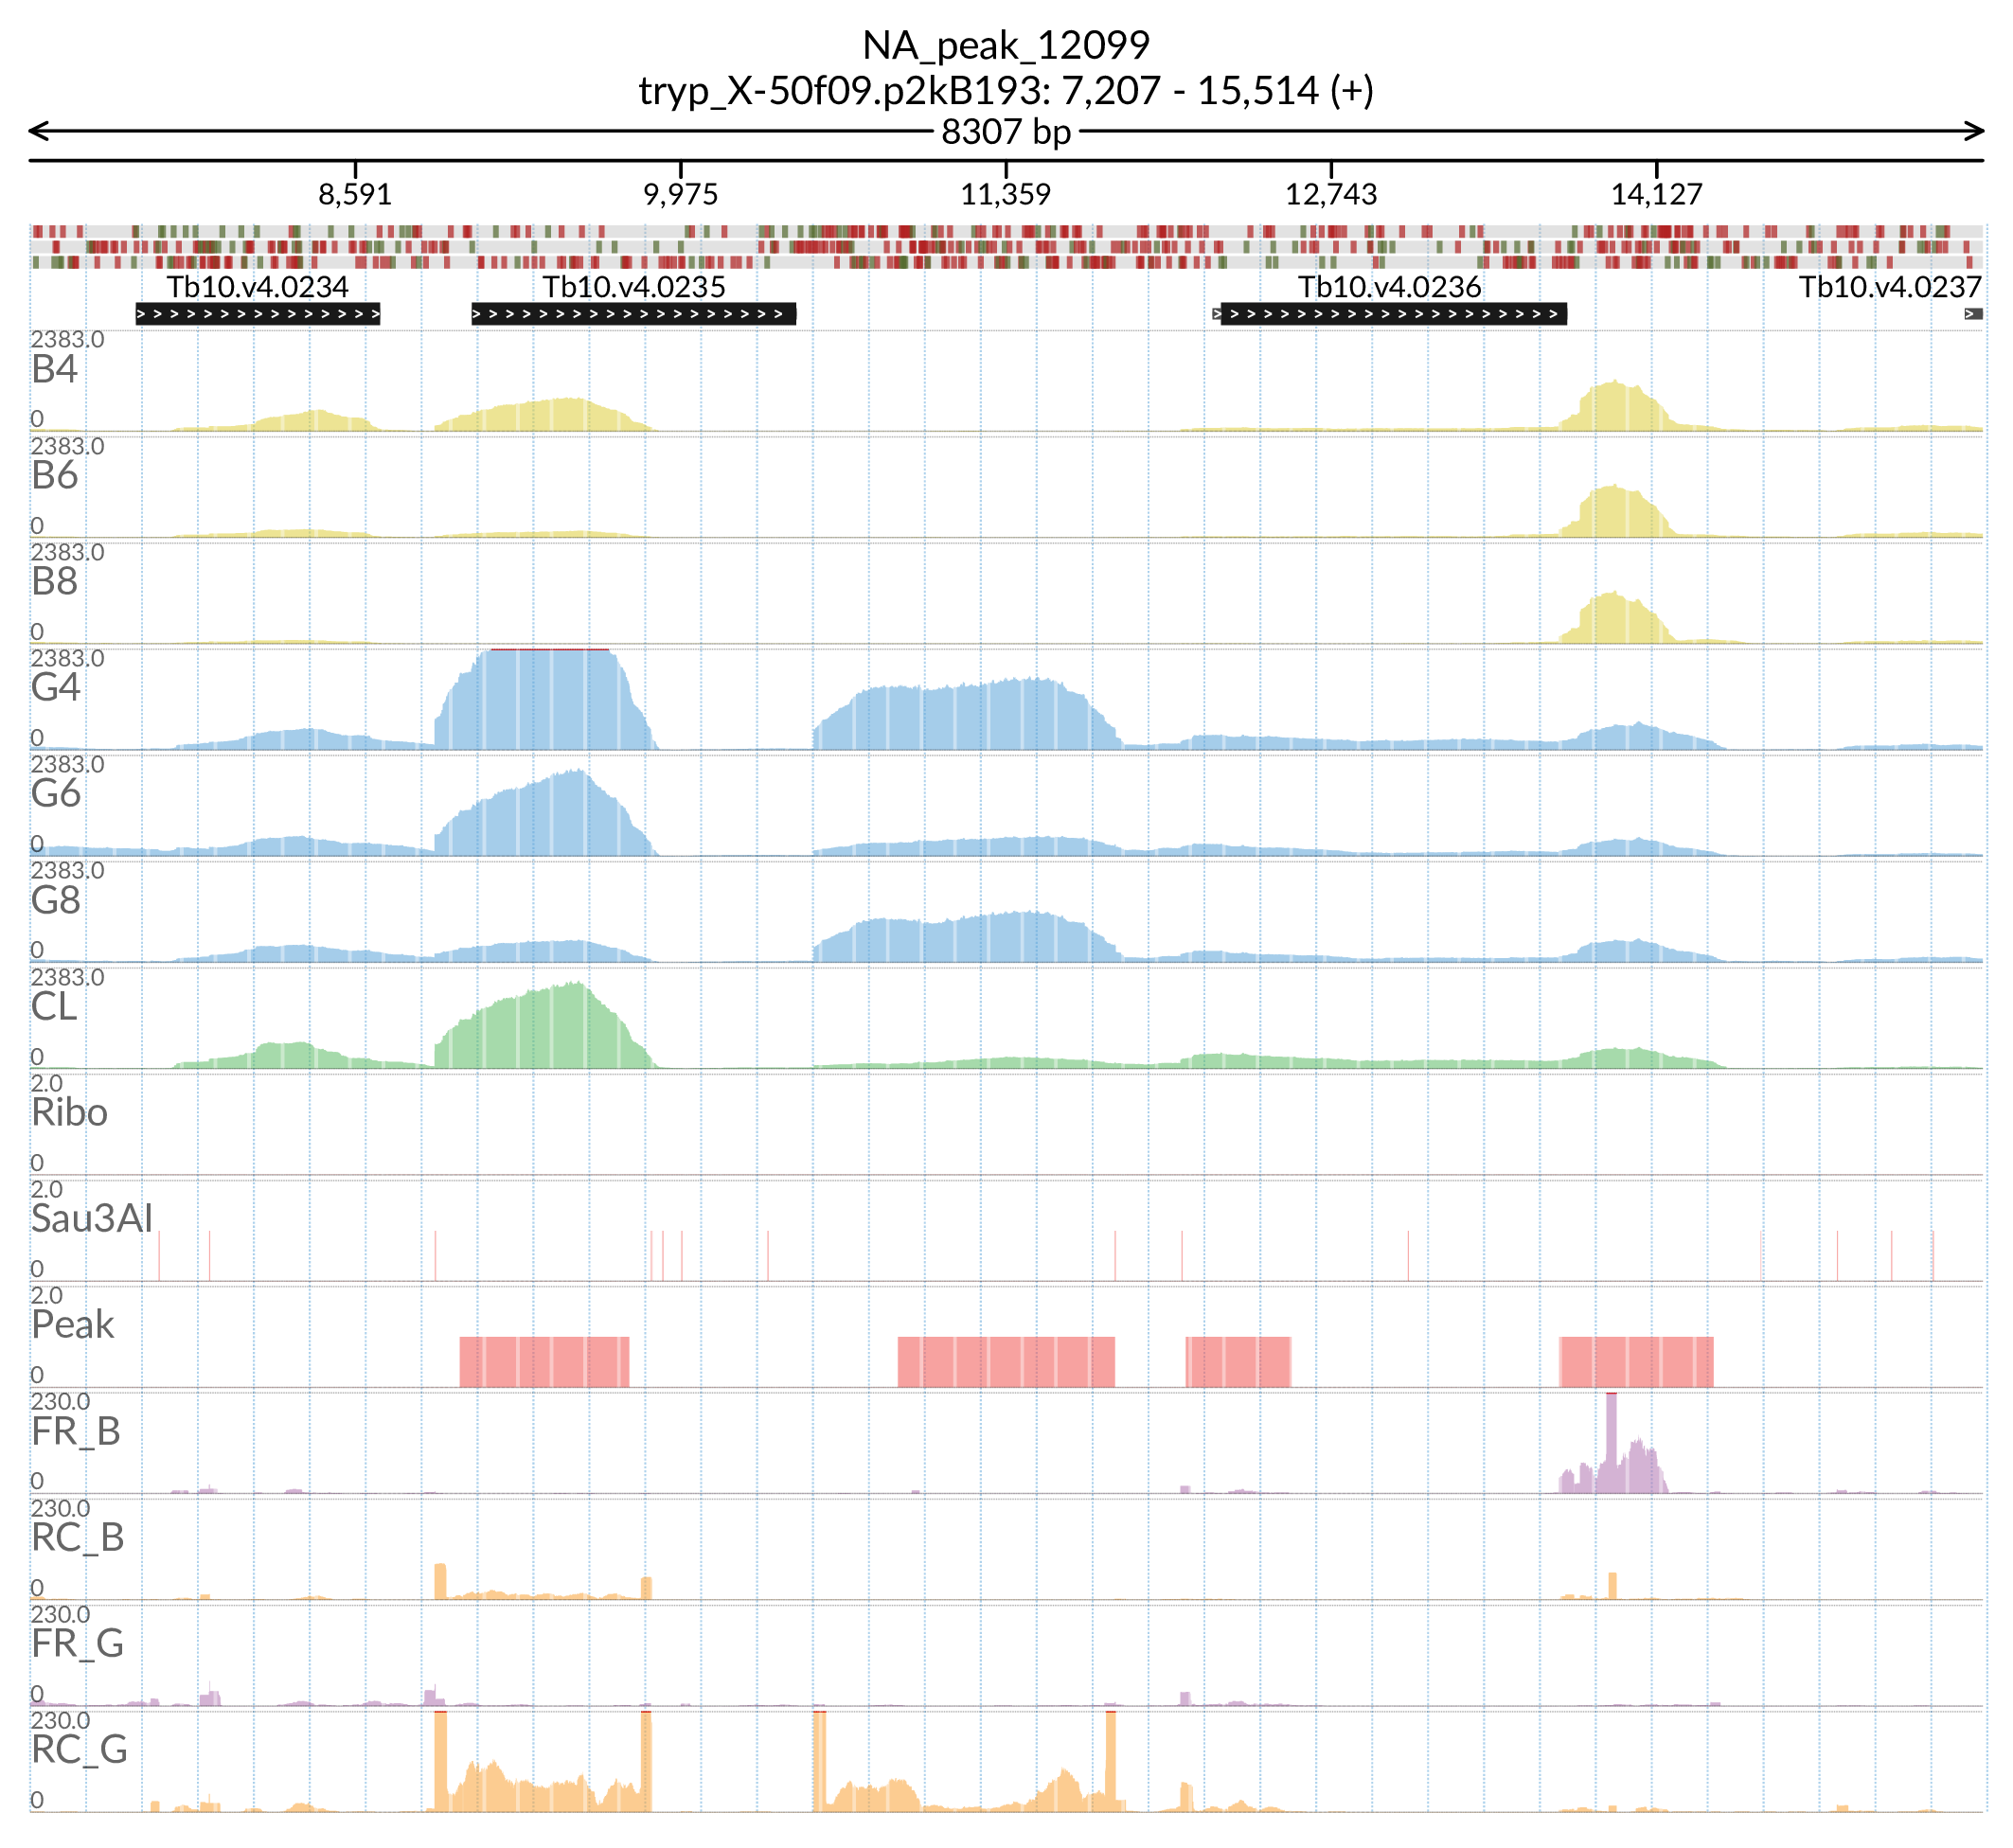 NA_peak_12099
tryp_X-50f09.p2kB193: 7,207 - 15,514 (+)
8307 bp
8,591 9,975 11,359 12,743 14,127
Tb10.v4.0234 Tb10.v4.0235 Tb10.v4.0236 Tb10.v4.0237
2383.0
B4
0
2383.0
B6
0
2383.0
B8
0
2383.0
G4
0
2383.0
G6
0
2383.0
G8
0
2383.0
CL
0
2.0
Ribo
0
2.0
Sau3AI
0
2.0
Peak
0
230.0
FR_B
0
230.0
RC_B
0
230.0
FR_G
0
230.0
RC_G
0